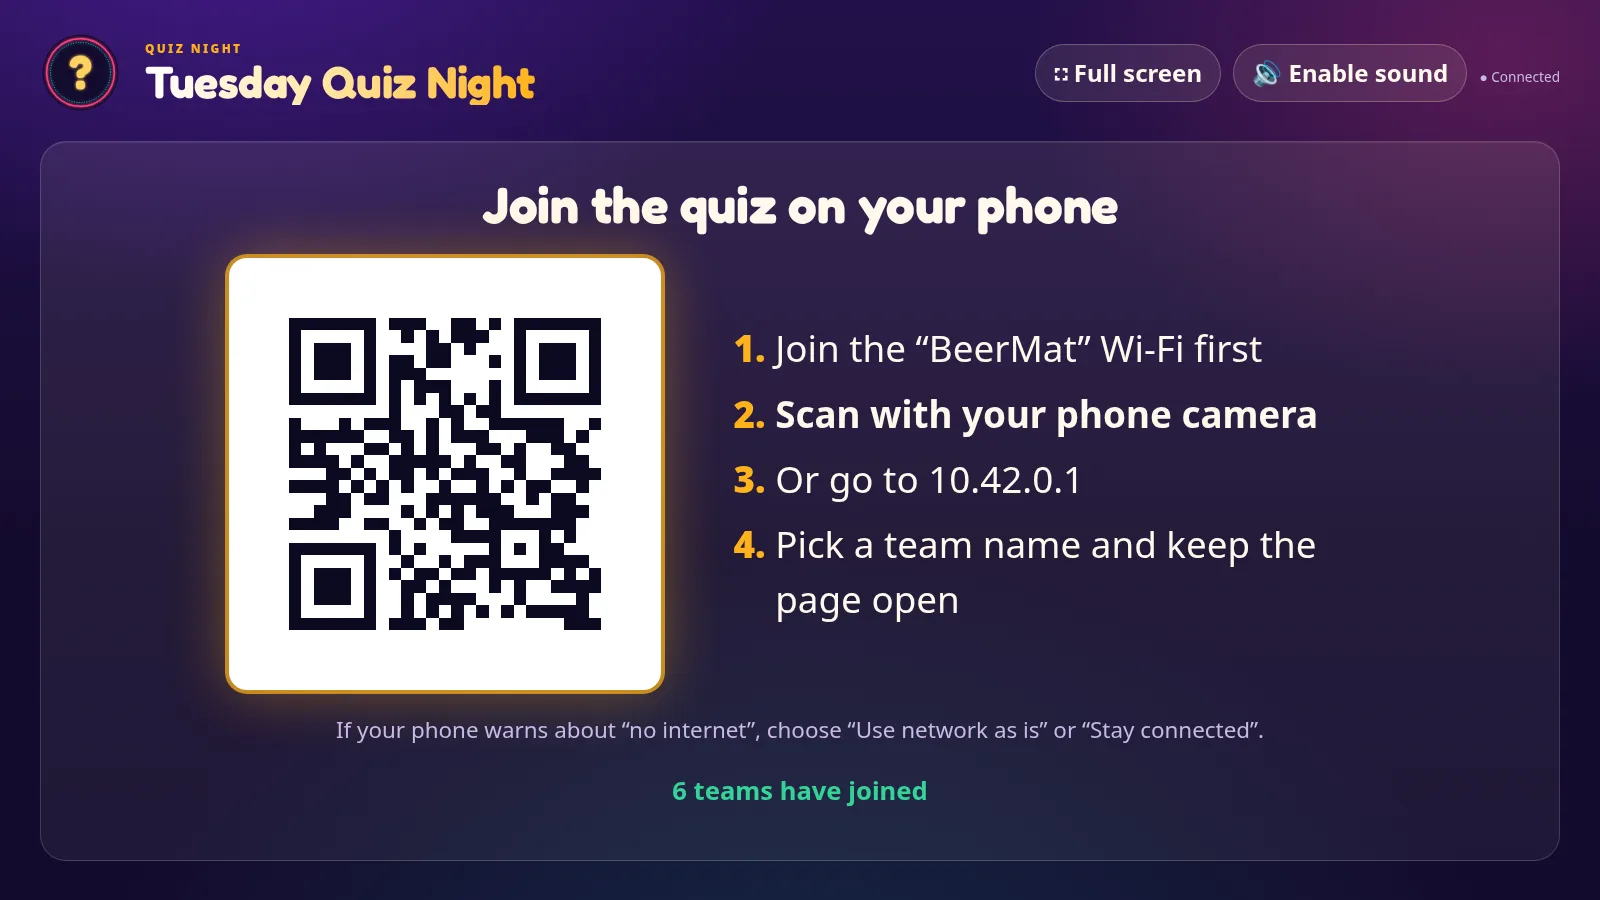 ?
QUIZ NIGHT
Tuesday Quiz Night
Full screen
Enable sound
Connected
Join the quiz on your phone
1. Join the “BeerMat” Wi-Fi first
2. Scan with your phone camera
3. Or go to 10.42.0.1
4. Pick a team name and keep the
page open
If your phone warns about “no internet”, choose “Use network as is” or “Stay connected”.
6 teams have joined